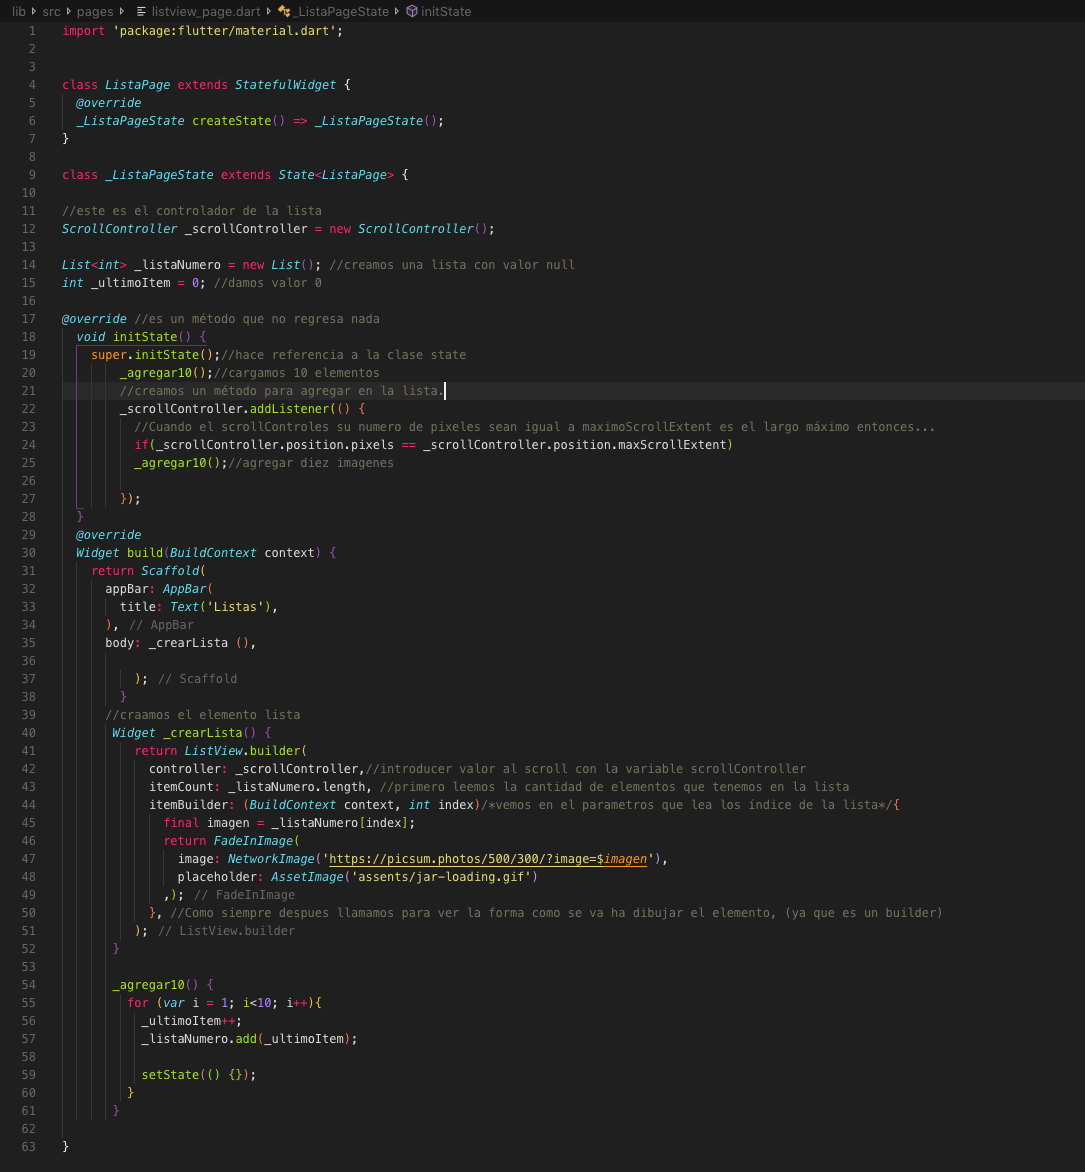 lib src pages listview_page.dart _ListaPageState initState
1 import 'package:flutter/material.dart';
2
3
4 class ListaPage extends StatefulWidget {
5 @override
6 _ListaPageState createState() => _ListaPageState();
7 }
8
9 class _ListaPageState extends State<ListaPage> {
10
11 //este es el controlador de la lista
12 ScrollController _scrollController = new ScrollController();
13
14 List<int> _listaNumero = new List(); //creamos una lista con valor null
15 int _ultimoItem = 0; //damos valor 0
16
17 @override //es un método que no regresa nada
18 void initState() {
19 super.initState();//hace referencia a la clase state
20 _agregar10();//cargamos 10 elementos
21 //creamos un método para agregar en la lista.
22 _scrollController.addListener(() {
23 //Cuando el scrollControles su numero de pixeles sean igual a maximoScrollExtent es el largo máximo entonces...
24 if(_scrollController.position.pixels == _scrollController.position.maxScrollExtent)
25 _agregar10();//agregar diez imagenes
26
27 });
28 }
29 @override
30 Widget build(BuildContext context) {
31 return Scaffold(
32 appBar: AppBar(
33 title: Text('Listas'),
34 ), // AppBar
35 body: _crearLista (),
36
37 ); // Scaffold
38 }
39 //craamos el elemento lista
40 Widget _crearLista() {
41 return ListView.builder(
42 controller: _scrollController,//introducer valor al scroll con la variable scrollController
43 itemCount: _listaNumero.length, //primero leemos la cantidad de elementos que tenemos en la lista
44 itemBuilder: (BuildContext context, int index)/*vemos en el parametros que lea los índice de la lista*/{
45 final imagen = _listaNumero[index];
46 return FadeInImage(
47 image: NetworkImage('https://picsum.photos/500/300/?image=$imagen'),
48 placeholder: AssetImage('assents/jar-loading.gif')
49 ,); // FadeInImage
50 }, //Como siempre despues llamamos para ver la forma como se va ha dibujar el elemento, (ya que es un builder)
51 ); // ListView.builder
52 }
53
54 _agregar10() {
55 for (var i = 1; i<10; i++){
56 _ultimoItem++;
57 _listaNumero.add(_ultimoItem);
58
59 setState(() {});
60 }
61 }
62
63 }